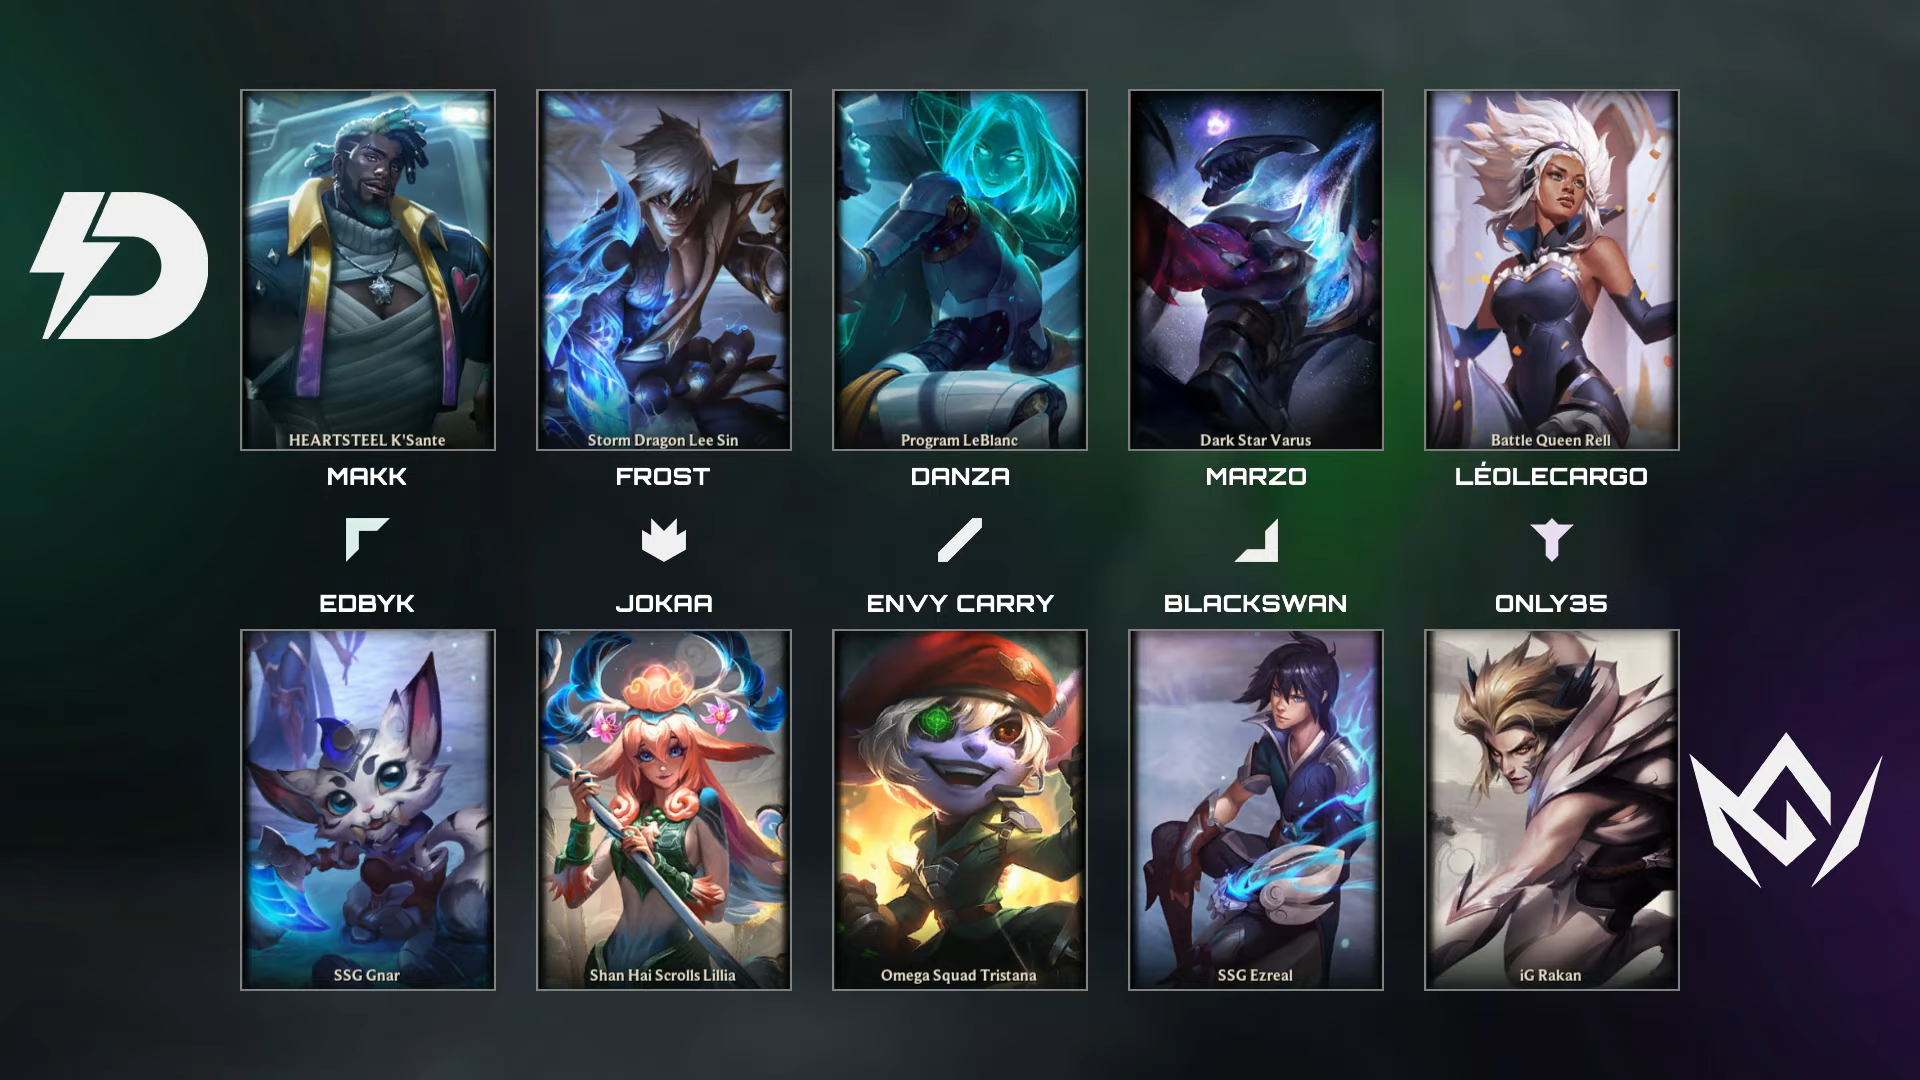 HEARTSTEEL K'Sante
Storm Dragon Lee Sin
Program LeBlanc
Dark Star Varus
Battle Queen Rell
MAKK
FROST
DANZA
MARZO
LÉOLECARGO
EDBYK
JOKAA
ENVY CARRY
BLACKSWAN
ONLY35
SSG Gnar
Shan Hai Scrolls Lillia
Omega Squad Tristana
SSG Ezreal
iG Rakan